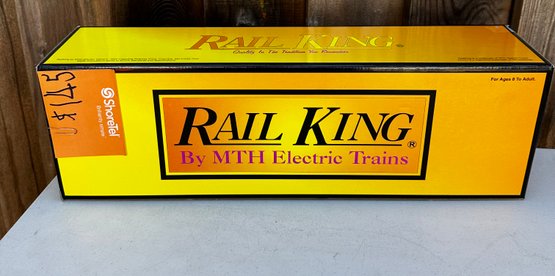 RAIL KING®
Quality In The Tradition You Remember
For Ages 8 To Adult.
$145
ShoreTel
RAIL KING®
By MTH Electric Trains